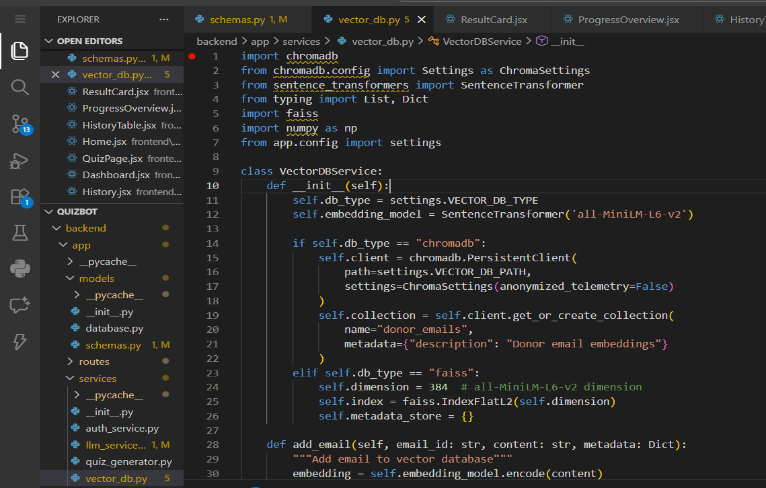 EXPLORER ...
schemas.py 1, M
vector_db.py 5
ResultCard.jsx
ProgressOverview.jsx
History
OPEN EDITORS
schemas.py... 1, M
vector_db.py... 5
ResultCard.jsx front...
ProgressOverview.j...
HistoryTable.jsx fro...
Home.jsx frontend\...
QuizPage.jsx fronte...
Dashboard.jsx front...
History.jsx frontend...
13
1
QUIZBOT
backend
app
__pycache__
models
__pycache__
__init__.py
database.py
schemas.py 1, M
routes
services
__pycache__
__init__.py
auth_service.py
llm_service... 1, M
quiz_generator.py
vector_db.py 5
backend > app > services > vector_db.py > VectorDBService > __init__
1 import chromadb
2 from chromadb.config import Settings as ChromaSettings
3 from sentence_transformers import SentenceTransformer
4 from typing import List, Dict
5 import faiss
6 import numpy as np
7 from app.config import settings
8
9 class VectorDBService:
10 def __init__(self):
11 self.db_type = settings.VECTOR_DB_TYPE
12 self.embedding_model = SentenceTransformer('all-MiniLM-L6-v2')
13
14 if self.db_type == "chromadb":
15 self.client = chromadb.PersistentClient(
16 path=settings.VECTOR_DB_PATH,
17 settings=ChromaSettings(anonymized_telemetry=False)
18 )
19 self.collection = self.client.get_or_create_collection(
20 name="donor_emails",
21 metadata={"description": "Donor email embeddings"}
22 )
23 elif self.db_type == "faiss":
24 self.dimension = 384 # all-MiniLM-L6-v2 dimension
25 self.index = faiss.IndexFlatL2(self.dimension)
26 self.metadata_store = {}
27
28 def add_email(self, email_id: str, content: str, metadata: Dict):
29 """Add email to vector database"""
30 embedding = self.embedding_model.encode(content)